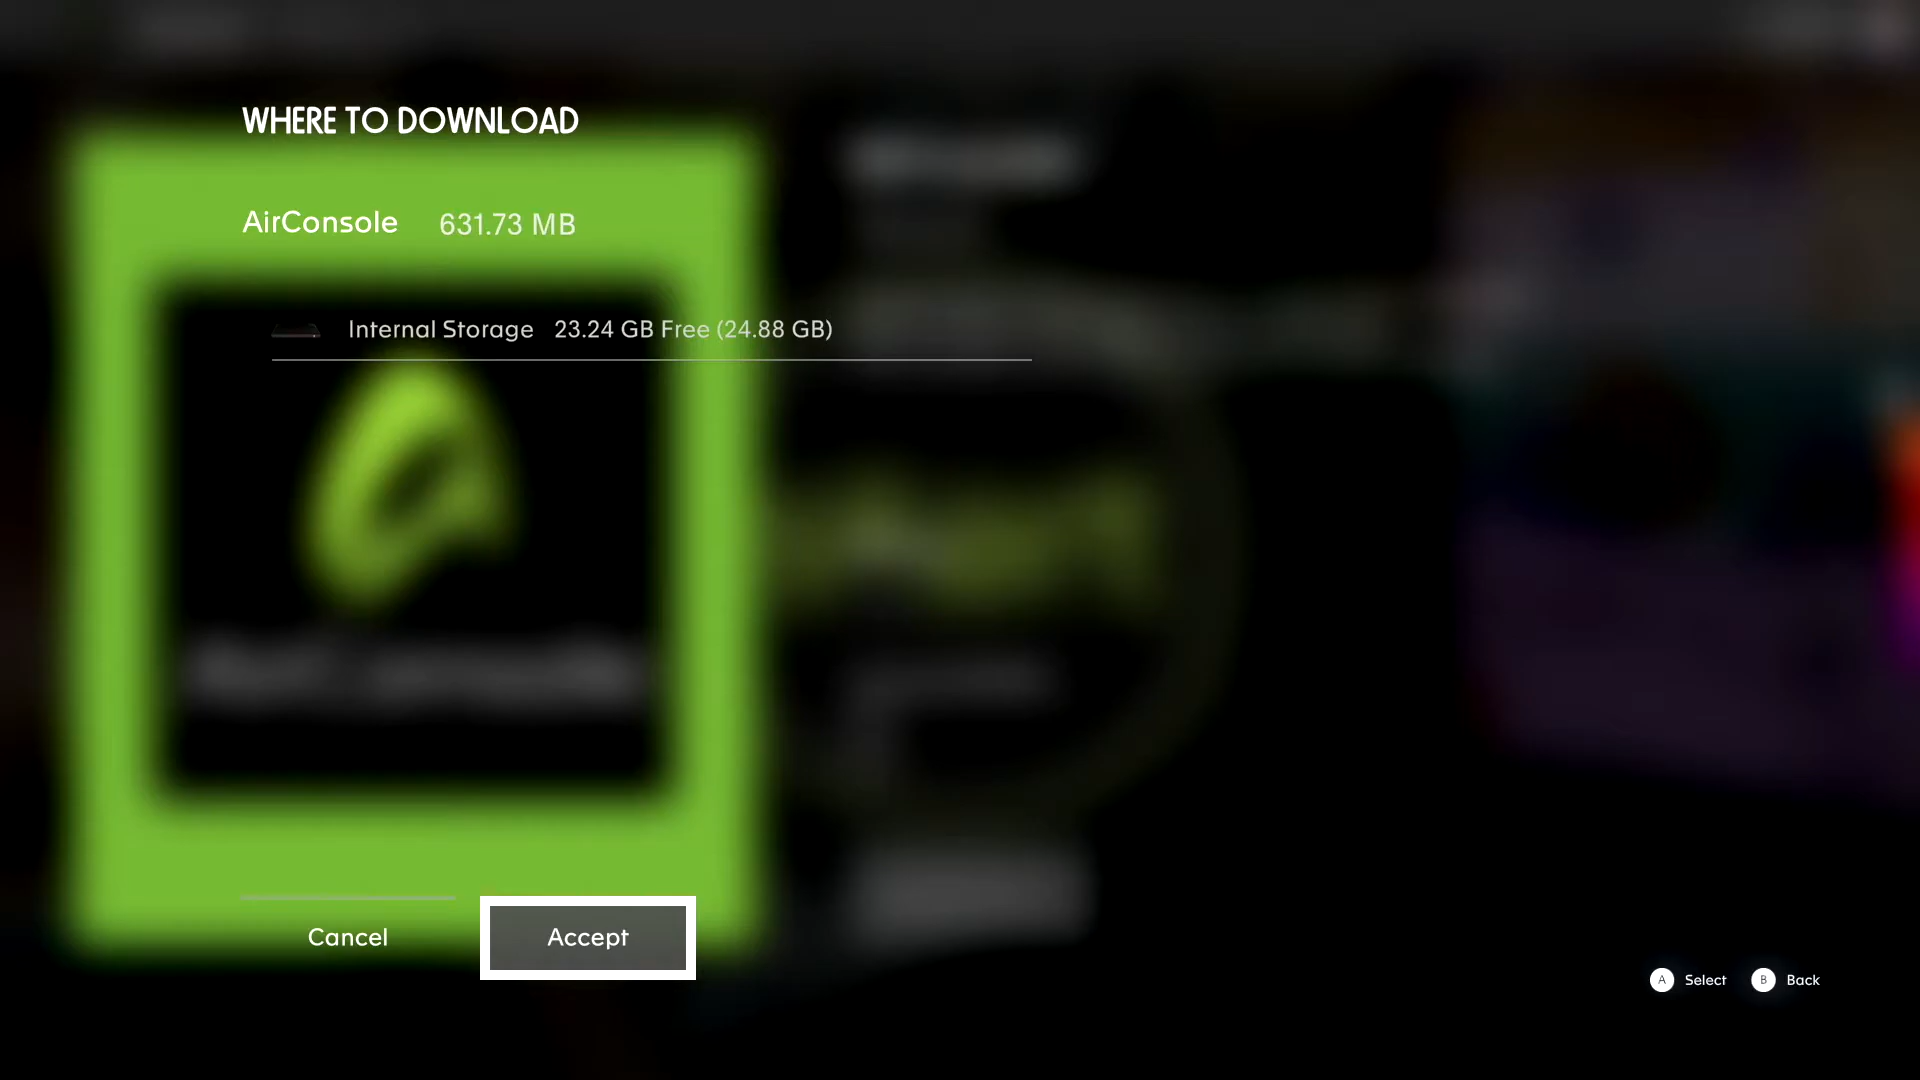 WHERE TO DOWNLOAD
AirConsole 631.73 MB
Internal Storage 23.24 GB Free (24.88 GB)
Cancel
Accept
A Select B Back